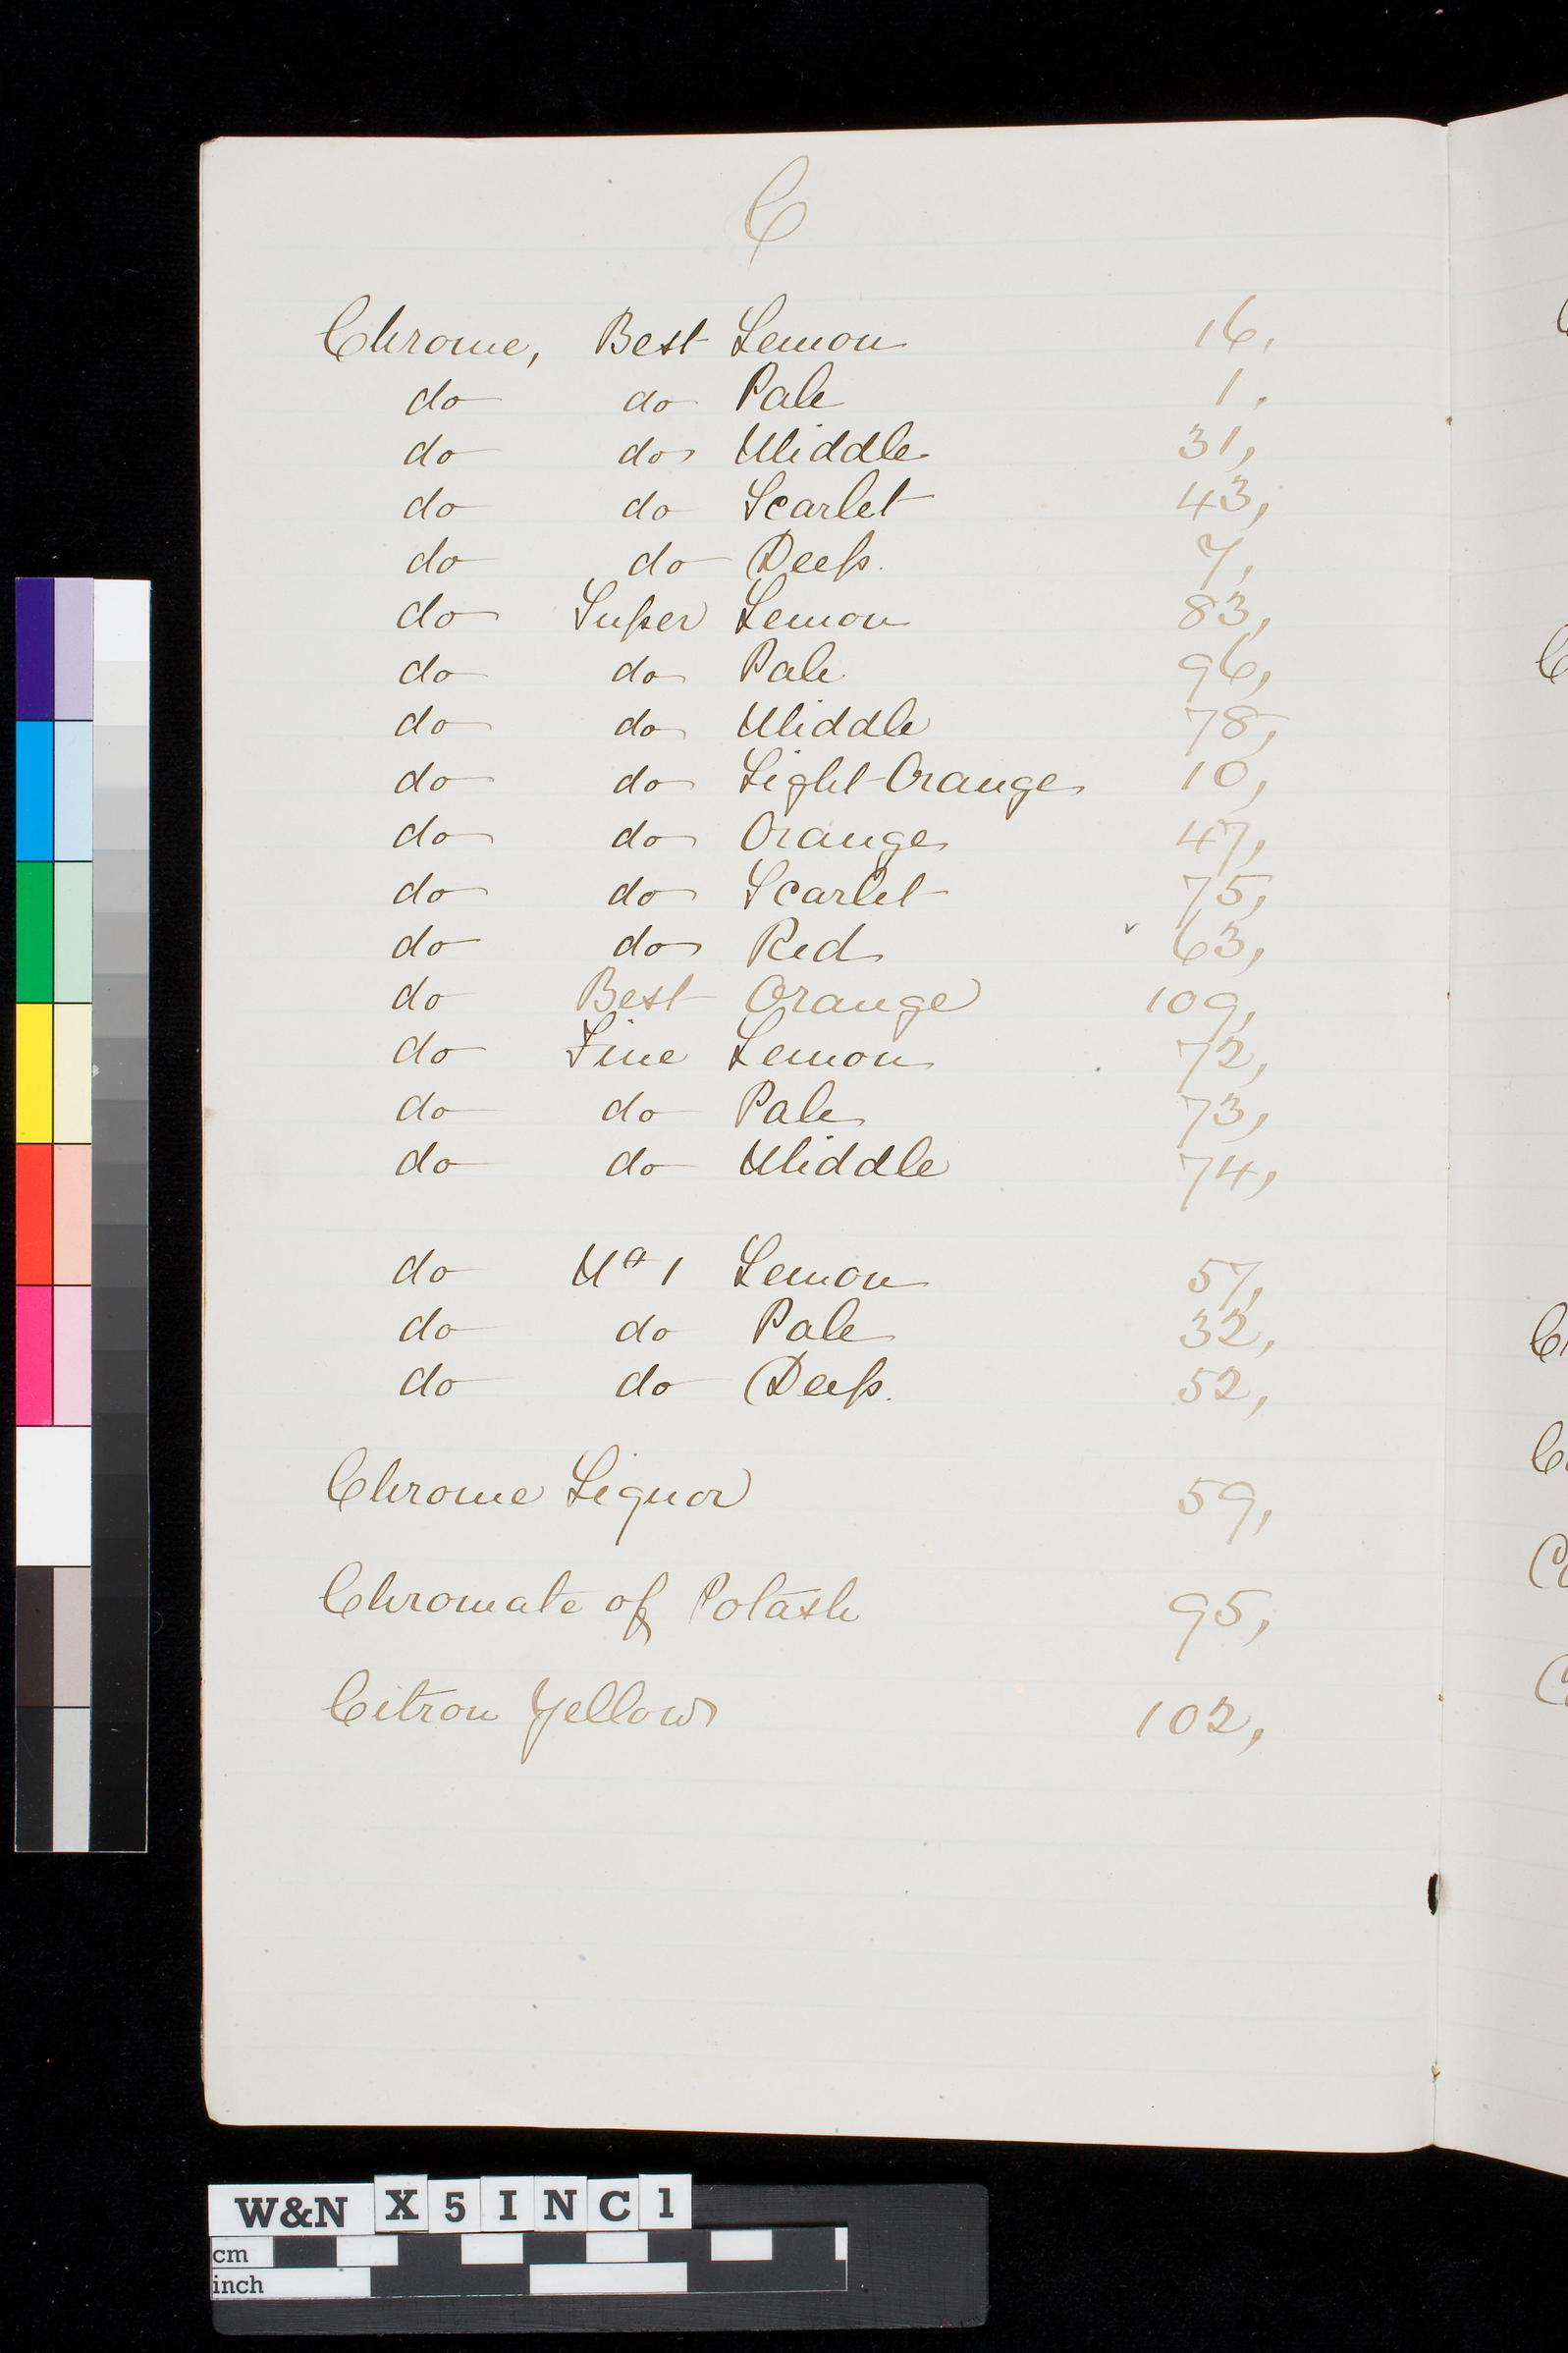 C
Chrome, Best Lemon 16,
do do Pale 1,
do do Middle 31,
do do Scarlet 43,
do do Deep. 7,
do Super Lemon 83,
do do Pale 96,
do do Middle 78,
do do Light Orange 10,
do do Orange 47,
do do Scarlet 75,
do do Red 63,
do Best Orange 109,
do Fine Lemon 72,
do do Pale 73,
do do Middle 74,
do No 1 Lemon 57,
do do Pale 32,
do do Deep. 52,
Chrome Liquor 59,
Chromate of Potash 95,
Citron Yellow 102,
W&N X5INC1
cm
inch